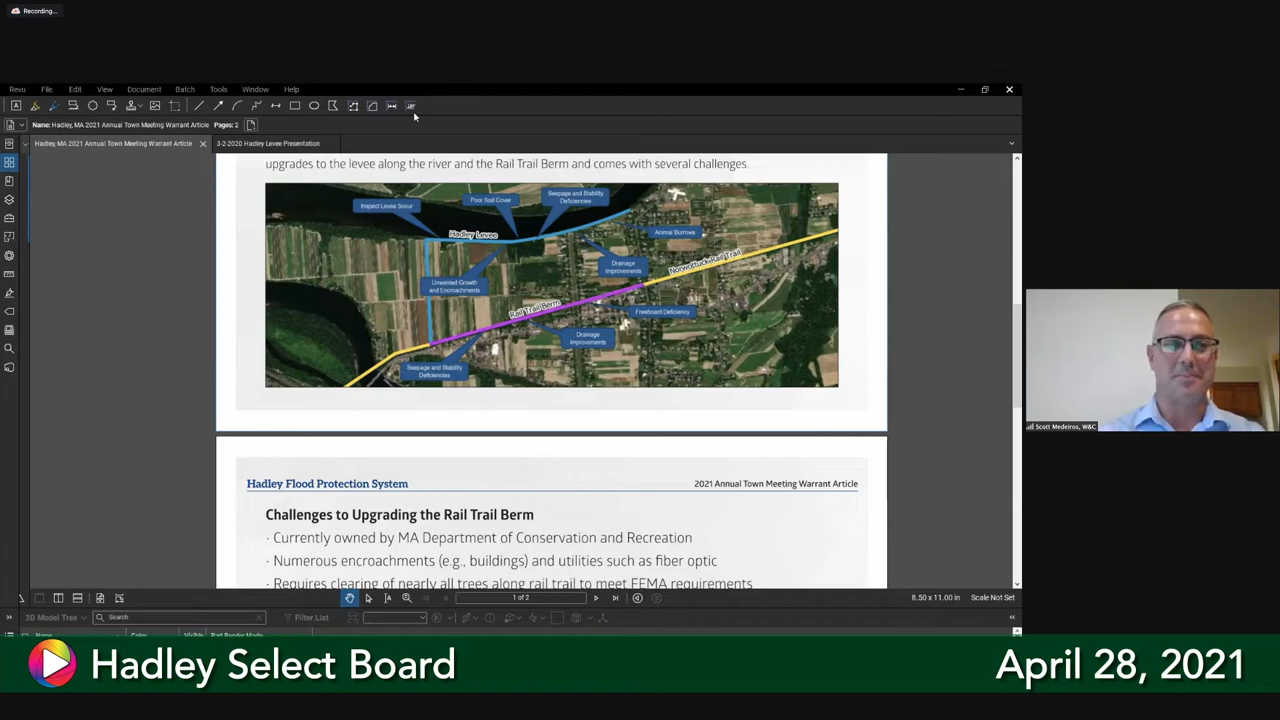 Recording...
Revu File Edit View Document Batch Tools Window Help
Name: Hadley, MA 2021 Annual Town Meeting Warrant Article Pages: 2
Hadley, MA 2021 Annual Town Meeting Warrant Article
3-2-2020 Hadley Levee Presentation
upgrades to the levee along the river and the Rail Trail Berm and comes with several challenges.
Inspect Levee Scour
Poor Sod Cover
Seepage and Stability
Deficiencies
Hadley Levee
Animal Burrows
Drainage
Improvements
Norwottuck Rail Trail
Unwanted Growth
and Encroachments
Rail Trail Berm
Freeboard Deficiency
Drainage
Improvements
Seepage and Stability
Deficiencies
Scott Medeiros, W&C
Hadley Flood Protection System
2021 Annual Town Meeting Warrant Article
Challenges to Upgrading the Rail Trail Berm
· Currently owned by MA Department of Conservation and Recreation
· Numerous encroachments (e.g., buildings) and utilities such as fiber optic
· Requires clearing of nearly all trees along rail trail to meet FEMA requirements
1 of 2
8.50 x 11.00 in Scale Not Set
3D Model Tree Search Filter List
Name Color Visible Part Render Mode
Hadley Select Board
April 28, 2021